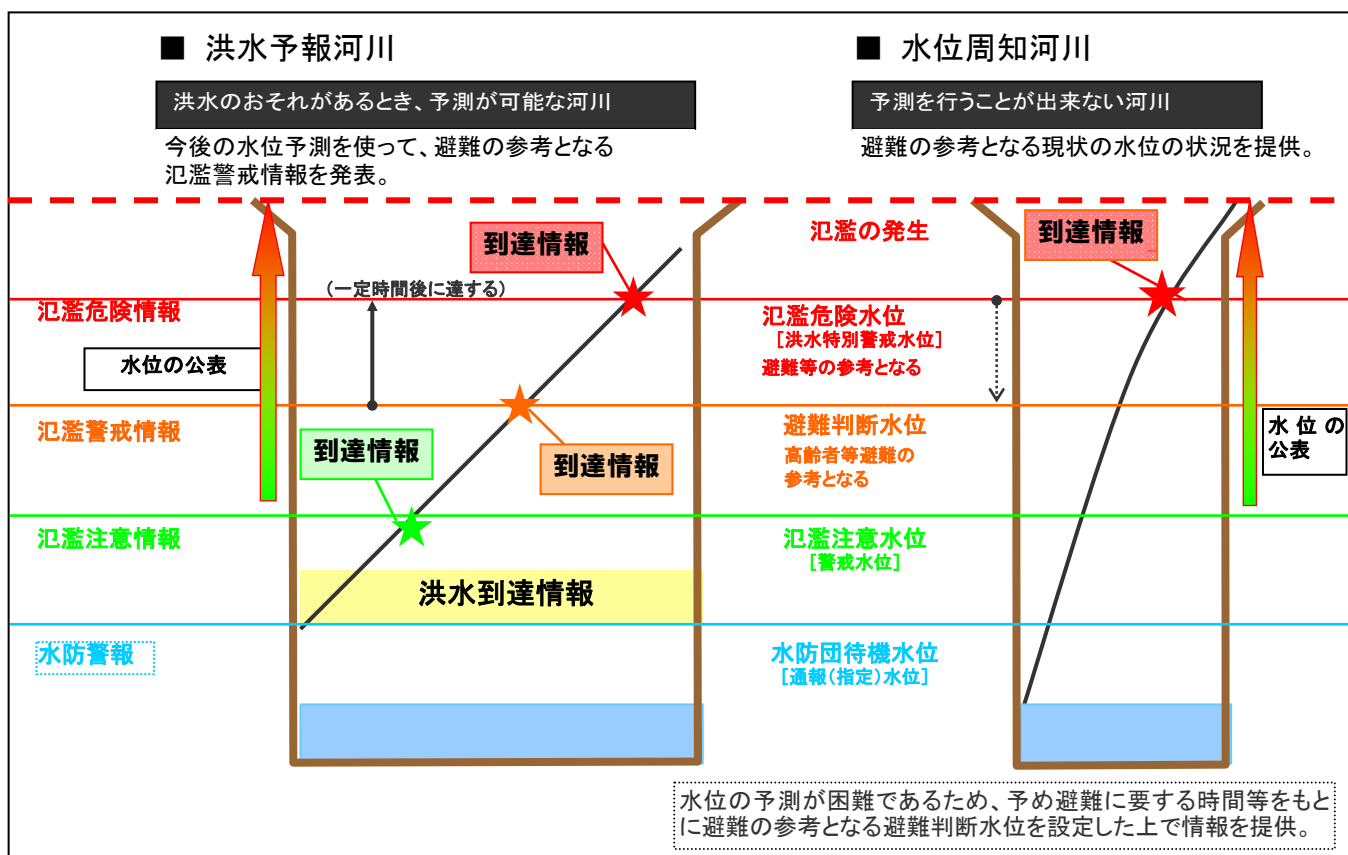 ■ 洪水予報河川
洪水のおそれがあるとき、予測が可能な河川
今後の水位予測を使って、避難の参考となる
氾濫警戒情報を発表。
■ 水位周知河川
予測を行うことが出来ない河川
避難の参考となる現状の水位の状況を提供。
到達情報
氾濫の発生
到達情報
(一定時間後に達する)
氾濫危険情報
氾濫危険水位
[洪水特別警戒水位]
避難等の参考となる
水位の公表
氾濫警戒情報
到達情報
到達情報
避難判断水位
高齢者等避難の
参考となる
水位の
公表
氾濫注意情報
氾濫注意水位
[警戒水位]
洪水到達情報
水防警報
水防団待機水位
[通報(指定)水位]
水位の予測が困難であるため、予め避難に要する時間等をもと
に避難の参考となる避難判断水位を設定した上で情報を提供。